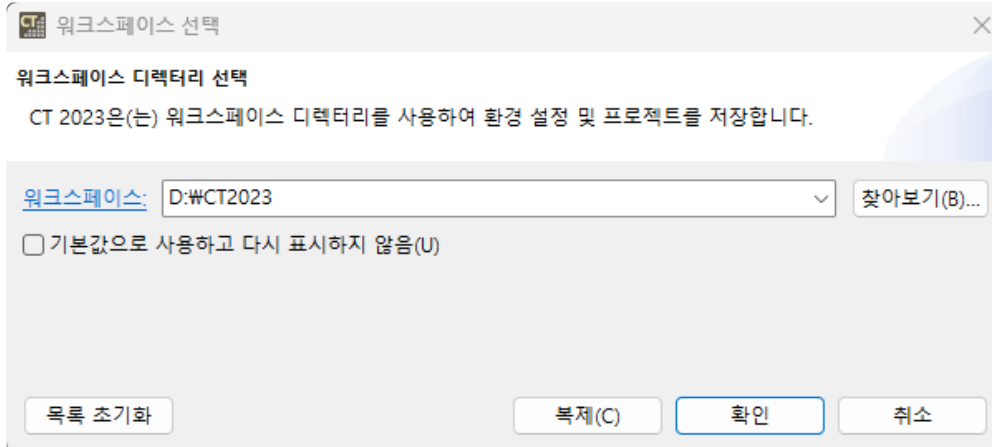 CT 워크스페이스 선택
워크스페이스 디렉터리 선택
CT 2023은(는) 워크스페이스 디렉터리를 사용하여 환경 설정 및 프로젝트를 저장합니다.
워크스페이스: D:₩CT2023 찾아보기(B)...
기본값으로 사용하고 다시 표시하지 않음(U)
목록 초기화 복제(C) 확인 취소